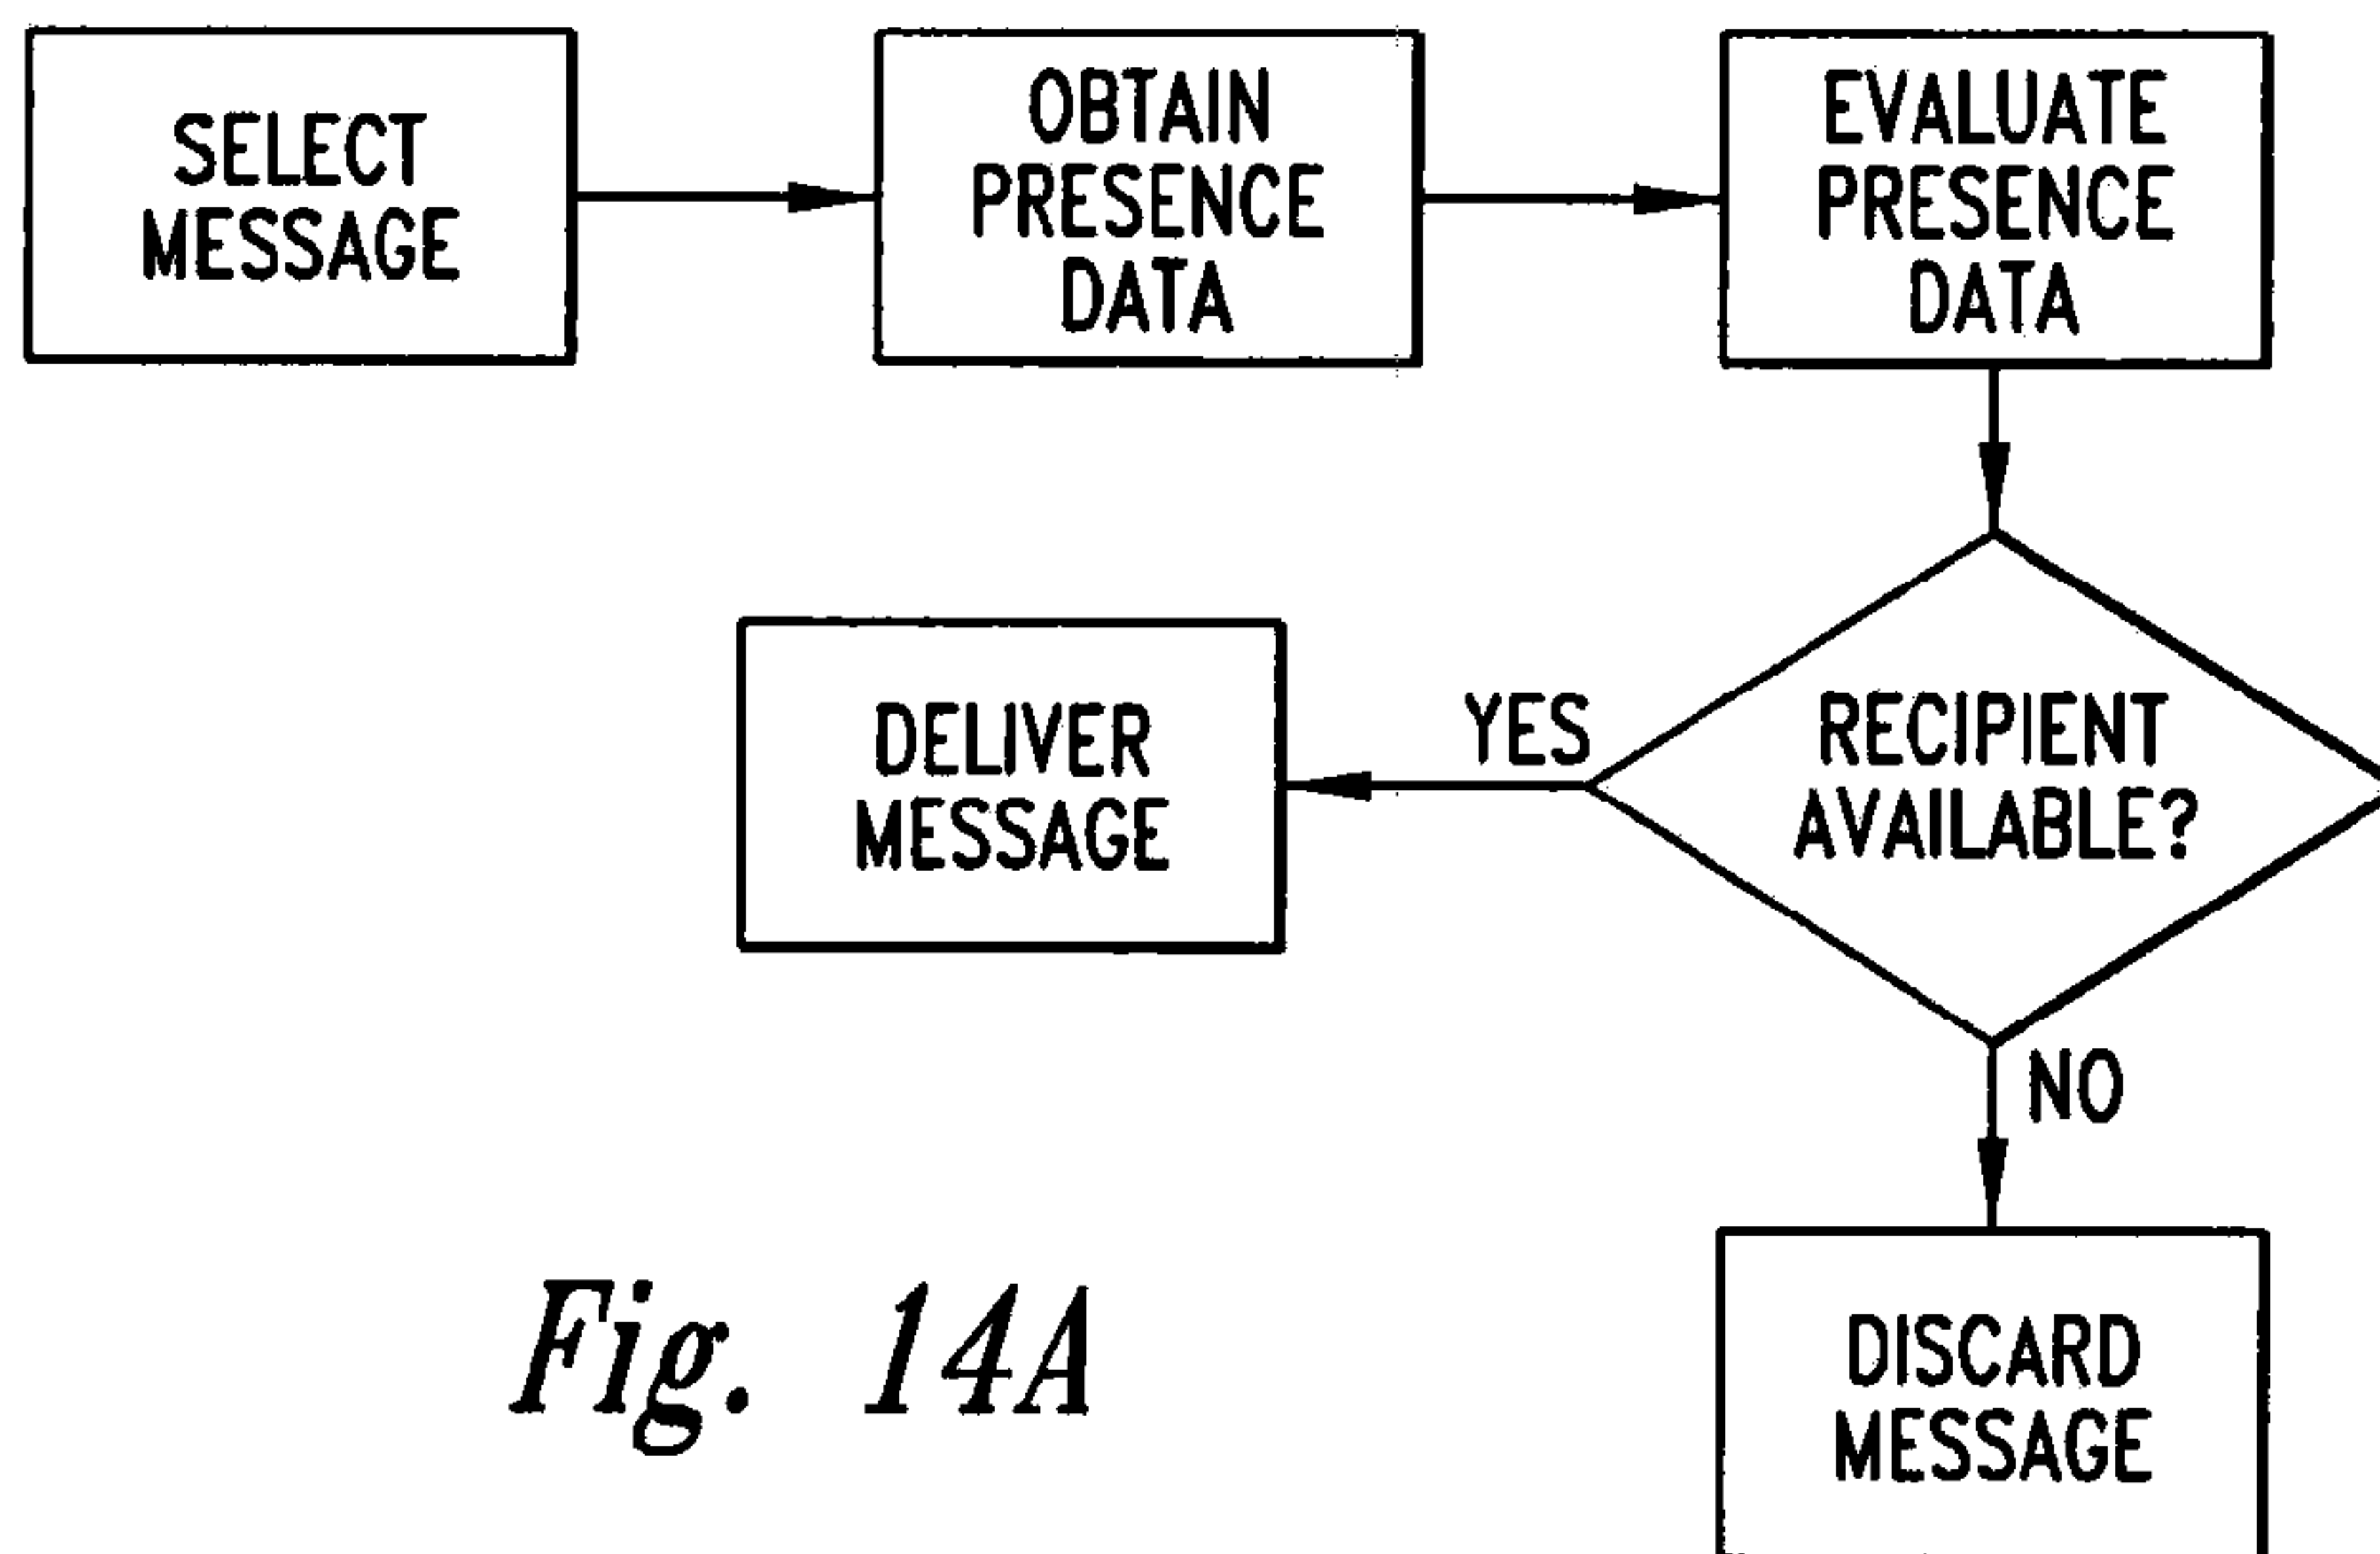 SELECT
MESSAGE
OBTAIN
PRESENCE
DATA
EVALUATE
PRESENCE
DATA
RECIPIENT
AVAILABLE?
YES
DELIVER
MESSAGE
NO
DISCARD
MESSAGE
Fig. 14A